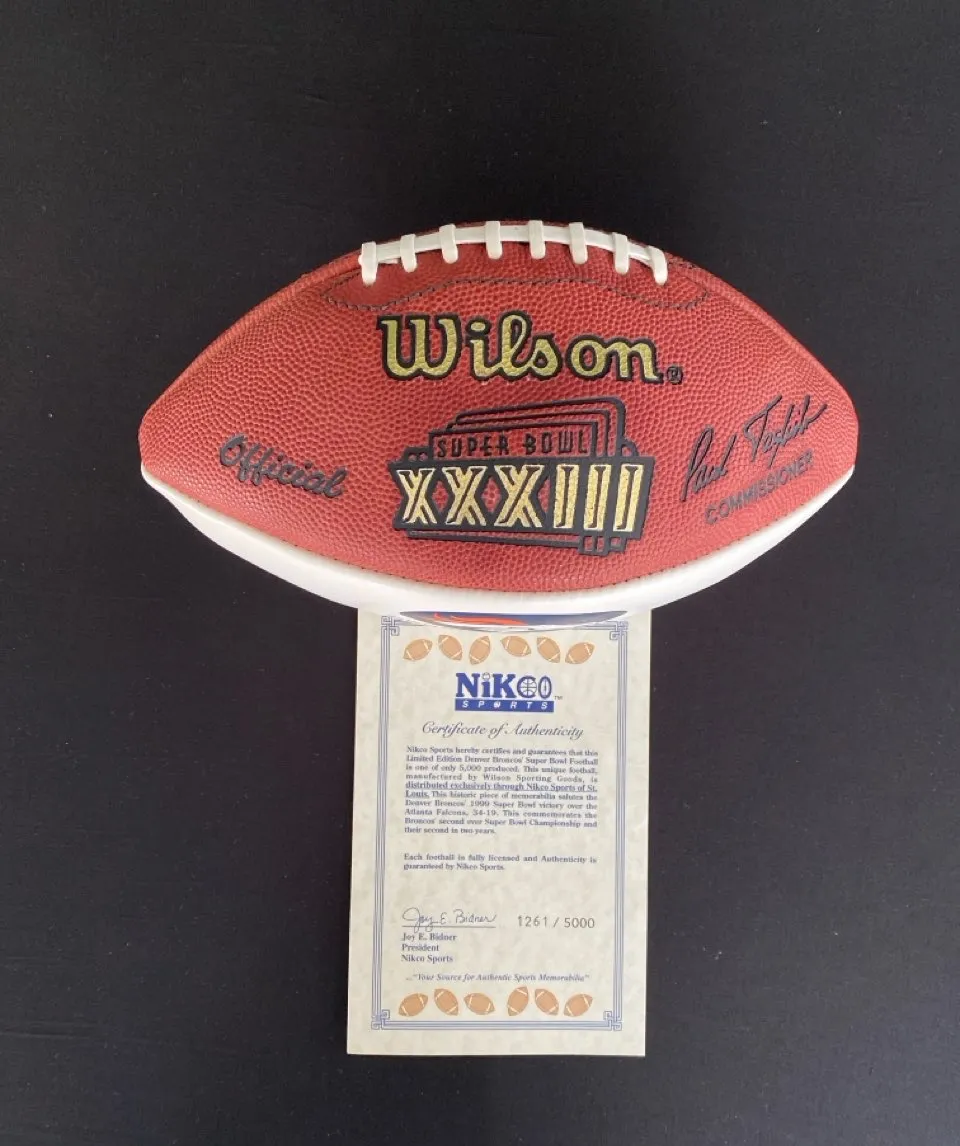 Wilson®
SUPER BOWL
XXXIII
Official
Paul Tagliabue
COMMISSIONER
NiKCO™
SPORTS
Certificate of Authenticity
Nikco Sports hereby certifies and guarantees that this
Limited Edition Denver Broncos' Super Bowl Football
is one of only 5,000 produced. This unique football,
manufactured by Wilson Sporting Goods, is
distributed exclusively through Nikco Sports of St.
Louis. This historic piece of memorabilia salutes the
Denver Broncos' 1999 Super Bowl victory over the
Atlanta Falcons, 34-19. This commemorates the
Broncos' second over Super Bowl Championship and
their second in two years.
Each football is fully licensed and Authenticity is
guaranteed by Nikco Sports.
Joy E. Bidner
1261 / 5000
Joy E. Bidner
President
Nikco Sports
..."Your Source for Authentic Sports Memorabilia"